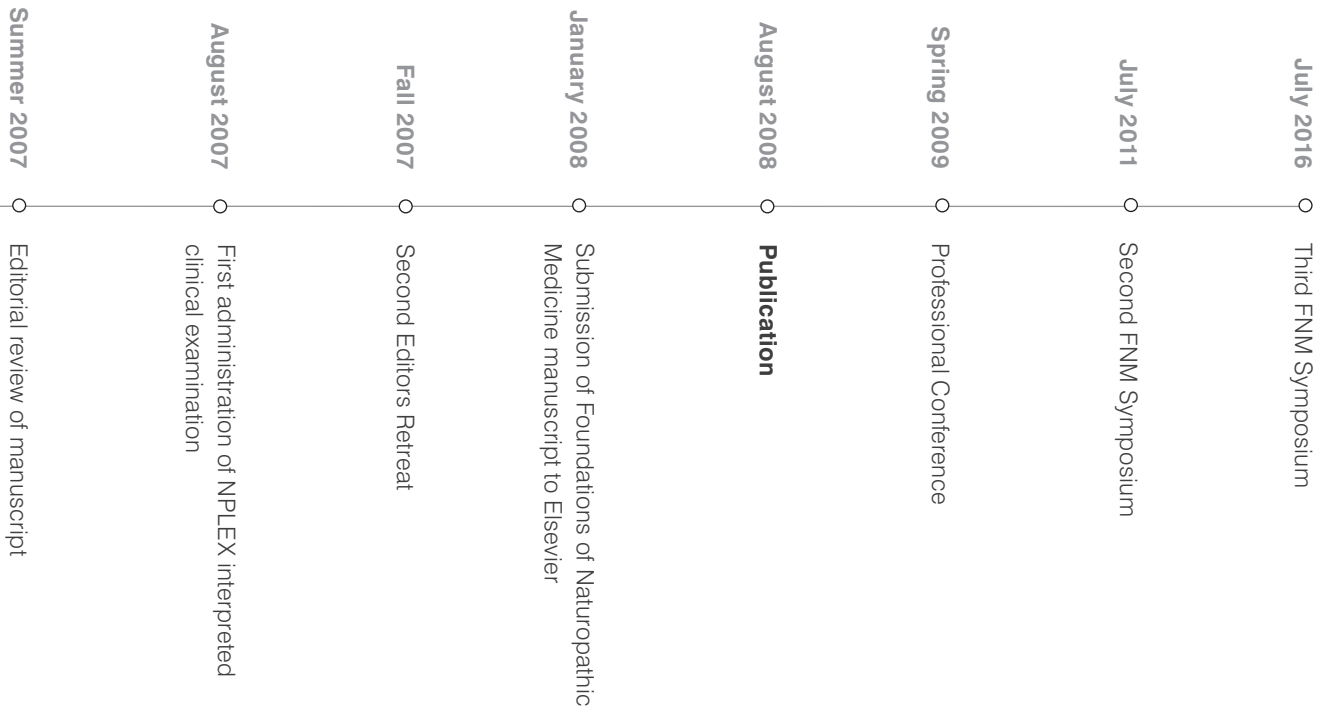 July 2016
Third FNM Symposium
July 2011
Second FNM Symposium
Spring 2009
Professional Conference
August 2008
Publication
January 2008
Submission of Foundations of Naturopathic
Medicine manuscript to Elsevier
Fall 2007
Second Editors Retreat
August 2007
First administration of NPLEX interpreted
clinical examination
Summer 2007
Editorial review of manuscript